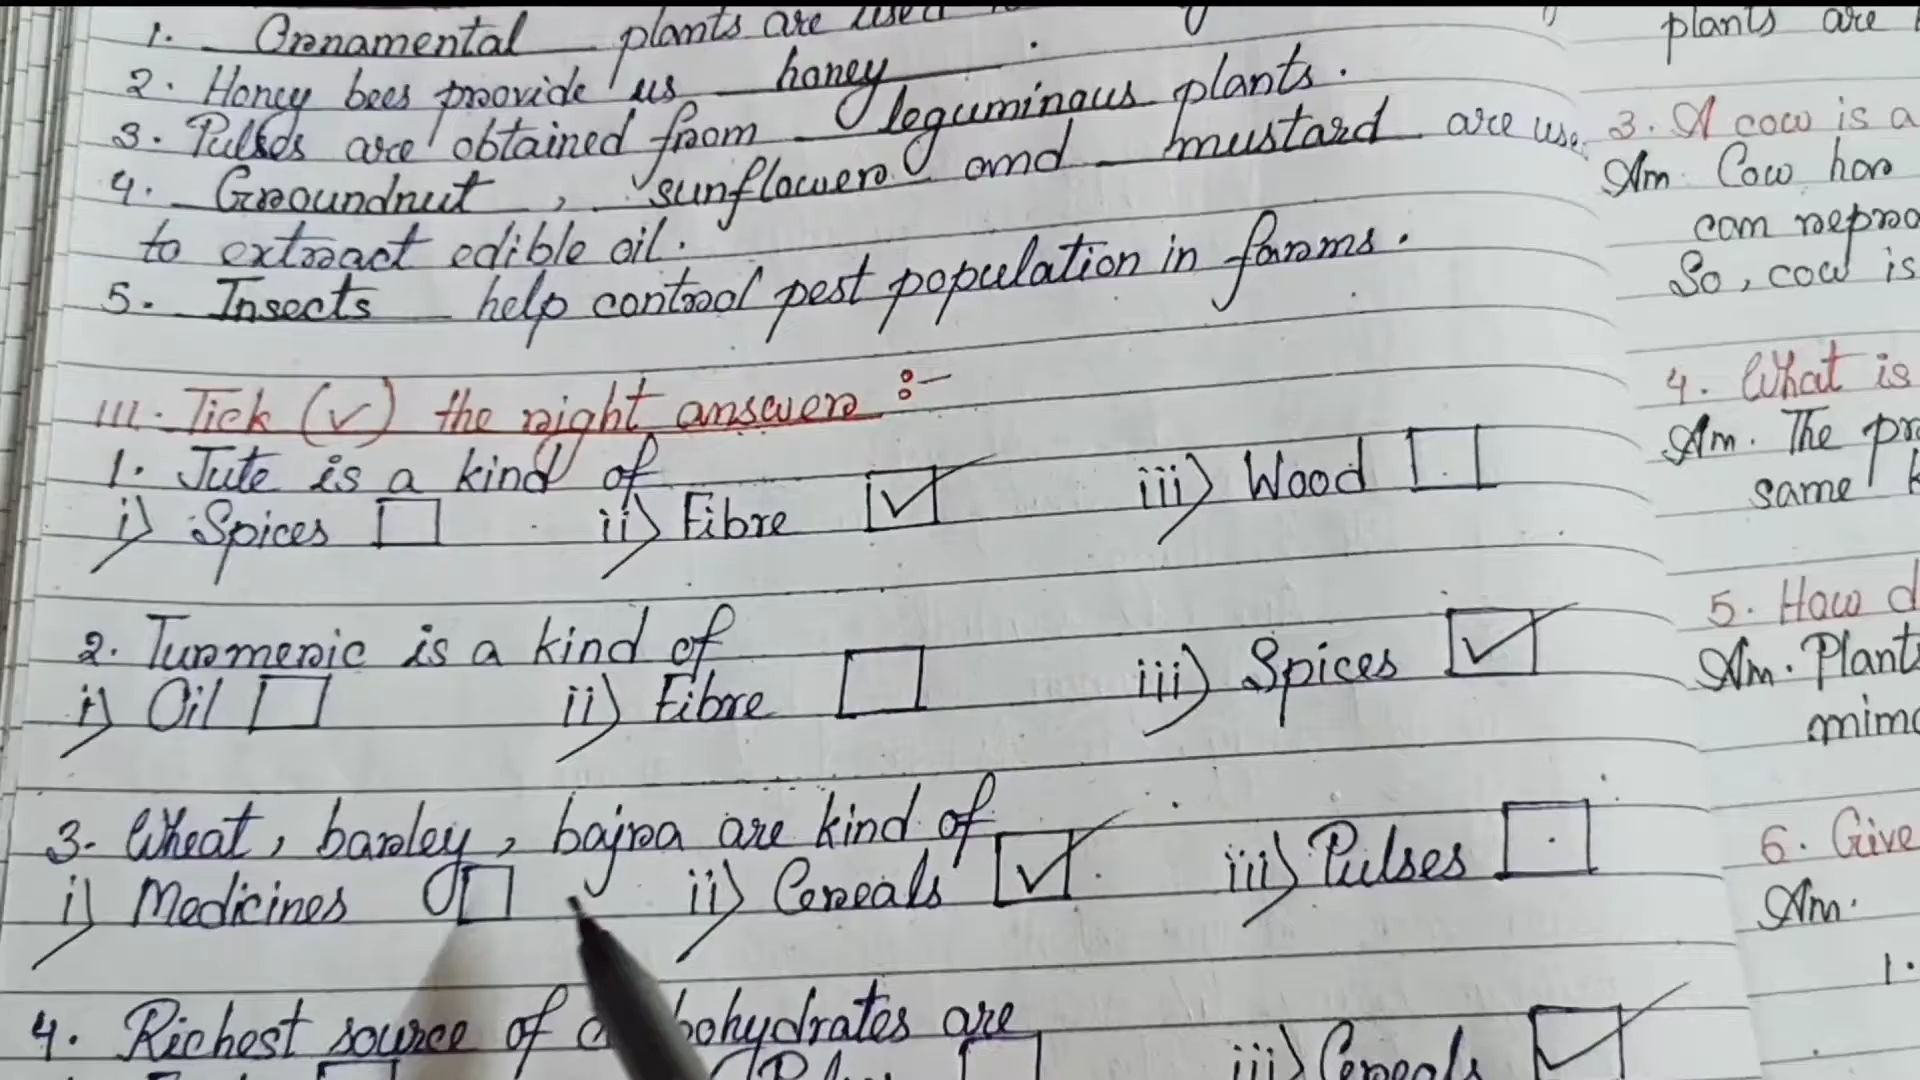 1. Ornamental plants are used
2. Honey bees provide us honey.
3. Pulses are obtained from leguminous plants.
4. Groundnut, sunflower and mustard are use
to extract edible oil.
5. Insects help control pest population in farms.
III. Tick (✓) the right answer :-
1. Jute is a kind of
i) Spices ☐ ii) Fibre ☑ iii) Wood ☐
2. Turmeric is a kind of
i) Oil ☐ ii) Fibre ☐ iii) Spices ☑
3. Wheat, barley, bajra are kind of
i) Medicines ☐ ii) Cereals ☑ iii) Pulses ☐
4. Richest source of bohydrates are
iii) Cereals ☑
plants are
3. A cow is a
Ans. Cow
can repro
So, cow is
4. What is
Ans. The pr
same
5. How d
Ans. Plants
6. Give
Ans.
1.